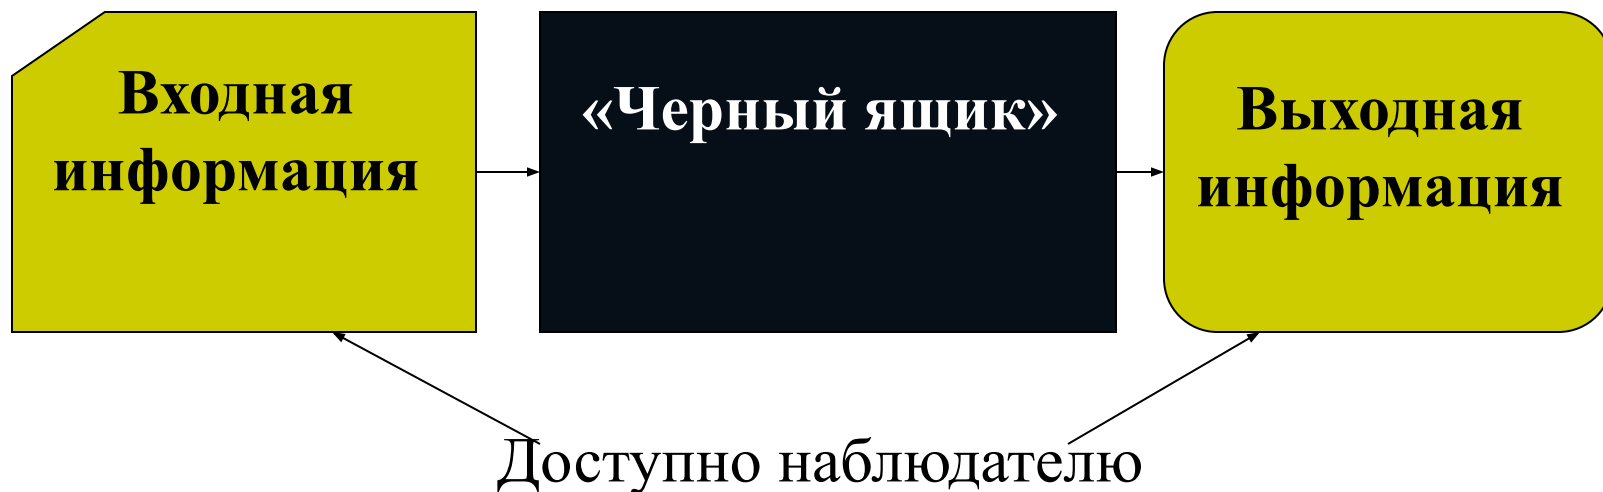 Входная
информация
«Черный ящик»
Выходная
информация
Доступно наблюдателю